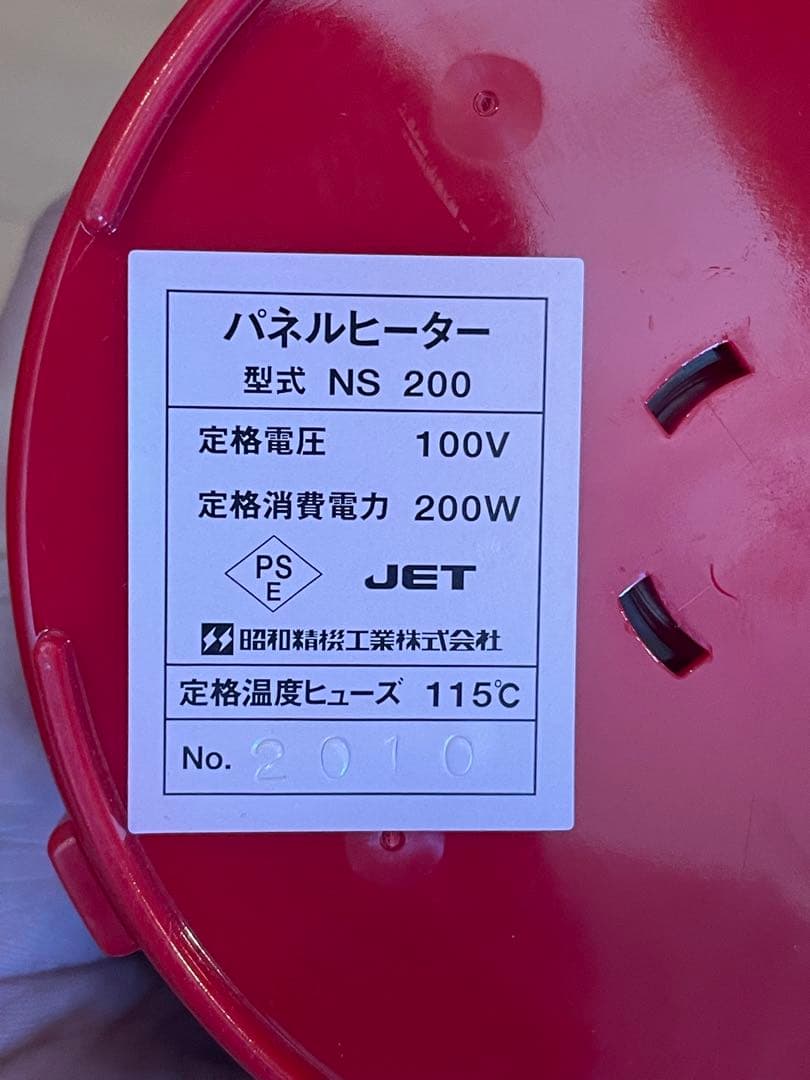 パネルヒーター
型式 NS 200
定格電圧 100V
定格消費電力 200W
PS
E
JET
昭和精機工業株式会社
定格温度ヒューズ 115℃
No. 2010